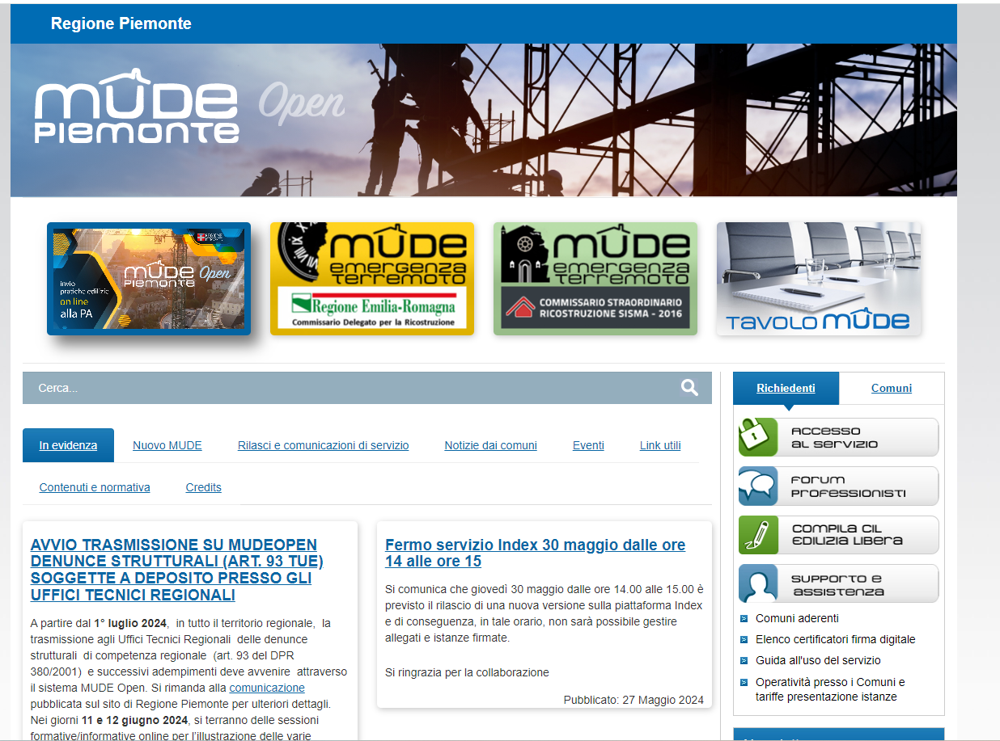 Regione Piemonte
MUDE
PIEMONTE
Open
invio
pratiche edilizie
on line
alla PA
MUDE
PIEMONTE
Open
MUDE
emergenza
terremoto
Regione Emilia-Romagna
Commissario Delegato per la Ricostruzione
MUDE
emergenza
terremoto
COMMISSARIO STRAORDINARIO
RICOSTRUZIONE SISMA - 2016
TAVOLO MUDE
Cerca...
Richiedenti
Comuni
In evidenza
Nuovo MUDE
Rilasci e comunicazioni di servizio
Notizie dai comuni
Eventi
Link utili
Contenuti e normativa
Credits
AVVIO TRASMISSIONE SU MUDEOPEN
DENUNCE STRUTTURALI (ART. 93 TUE)
SOGGETTE A DEPOSITO PRESSO GLI
UFFICI TECNICI REGIONALI
A partire dal 1° luglio 2024, in tutto il territorio regionale, la
trasmissione agli Uffici Tecnici Regionali delle denunce
strutturali di competenza regionale (art. 93 del DPR
380/2001) e successivi adempimenti deve avvenire attraverso
il sistema MUDE Open. Si rimanda alla comunicazione
pubblicata sul sito di Regione Piemonte per ulteriori dettagli.
Nei giorni 11 e 12 giugno 2024, si terranno delle sessioni
formative/informative online per l'illustrazione delle varie
Fermo servizio Index 30 maggio dalle ore
14 alle ore 15
Si comunica che giovedì 30 maggio dalle ore 14.00 alle 15.00 è
previsto il rilascio di una nuova versione sulla piattaforma Index
e di conseguenza, in tale orario, non sarà possibile gestire
allegati e istanze firmate.
Si ringrazia per la collaborazione
Pubblicato: 27 Maggio 2024
ACCESSO
AL SERVIZIO
FORUM
PROFESSIONISTI
COMPILA CIL
EDILIZIA LIBERA
SUPPORTO E
ASSISTENZA
Comuni aderenti
Elenco certificatori firma digitale
Guida all'uso del servizio
Operatività presso i Comuni e
tariffe presentazione istanze